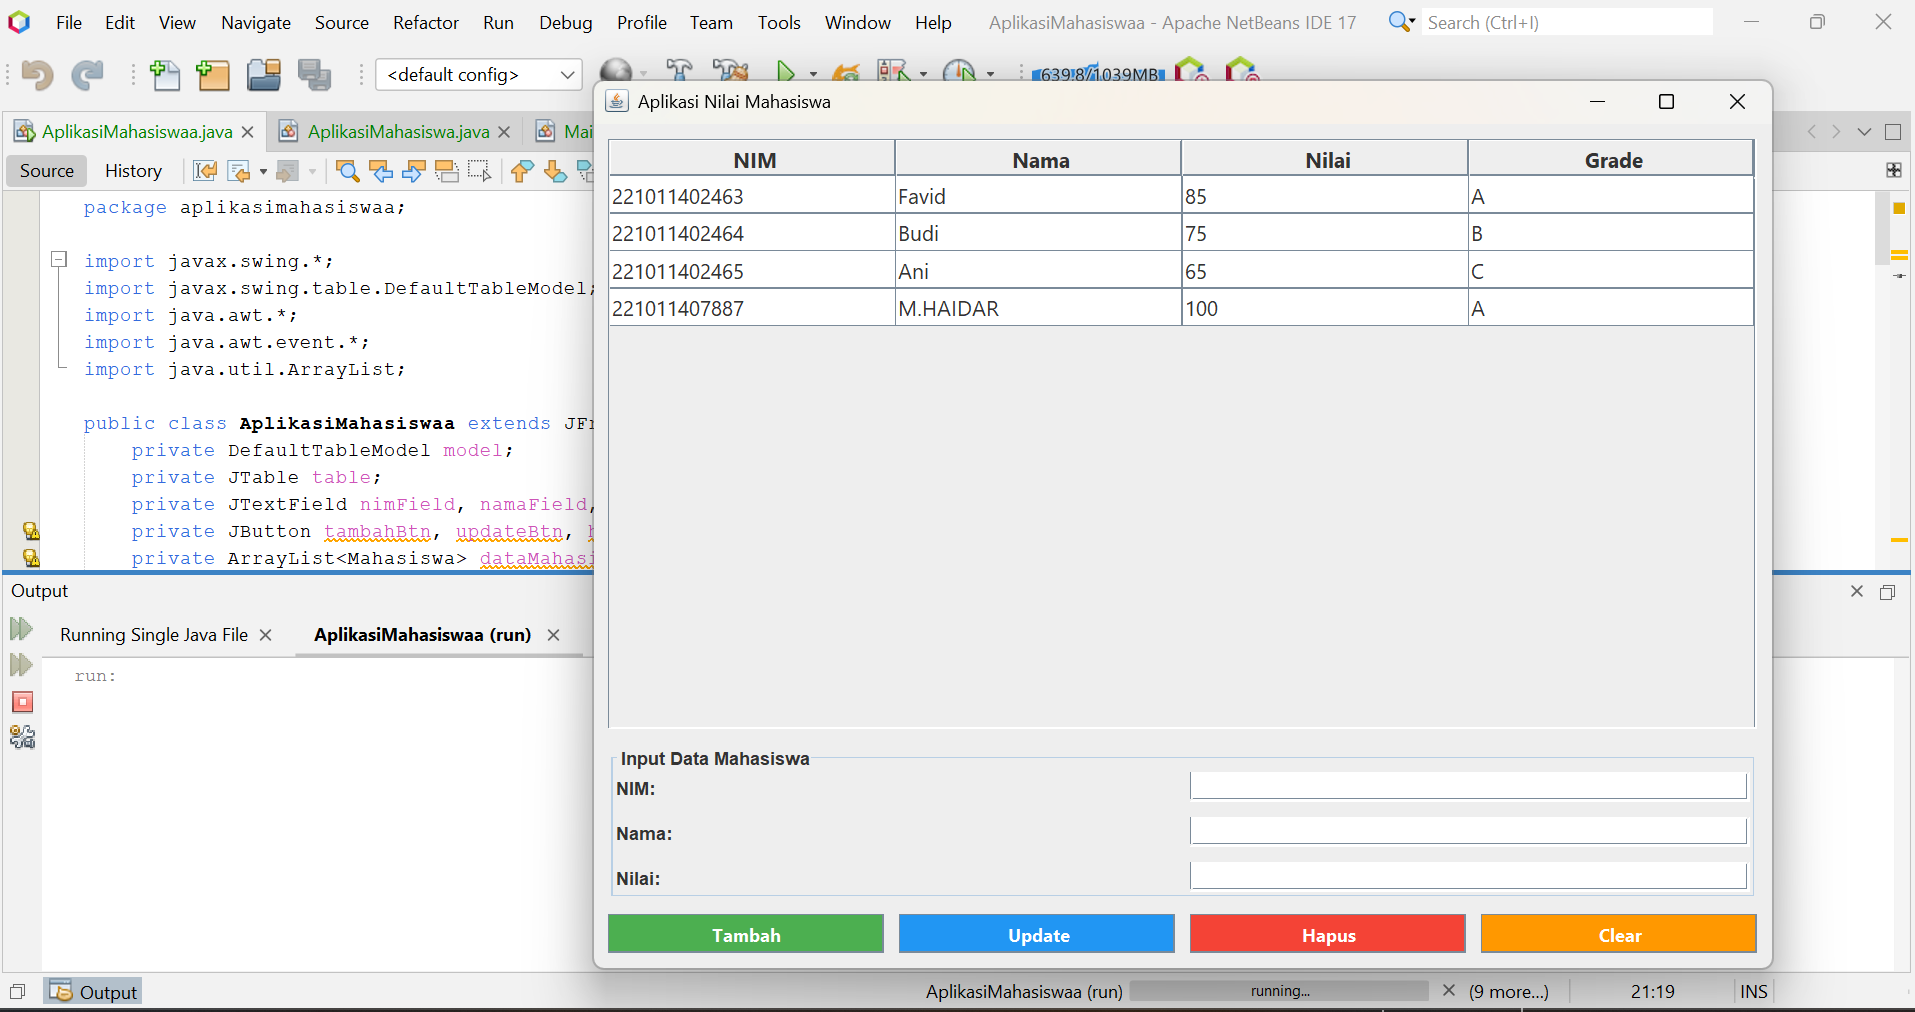 File Edit View Navigate Source Refactor Run Debug Profile Team Tools Window Help AplikasiMahasiswaa - Apache NetBeans IDE 17 Search (Ctrl+I)
<default config> 639.8/1039MB
AplikasiMahasiswaa.java AplikasiMahasiswa.java Mai
Source History
package aplikasimahasiswaa;
import javax.swing.*;
import javax.swing.table.DefaultTableModel;
import java.awt.*;
import java.awt.event.*;
import java.util.ArrayList;
public class AplikasiMahasiswaa extends JFr
private DefaultTableModel model;
private JTable table;
private JTextField nimField, namaField,
private JButton tambahBtn, updateBtn, h
private ArrayList<Mahasiswa> dataMahasi
Output
Running Single Java File AplikasiMahasiswaa (run)
run:
Aplikasi Nilai Mahasiswa
NIM Nama Nilai Grade
221011402463 Favid 85 A
221011402464 Budi 75 B
221011402465 Ani 65 C
221011407887 M.HAIDAR 100 A
Input Data Mahasiswa
NIM:
Nama:
Nilai:
Tambah Update Hapus Clear
Output AplikasiMahasiswaa (run) running... (9 more...) 21:19 INS